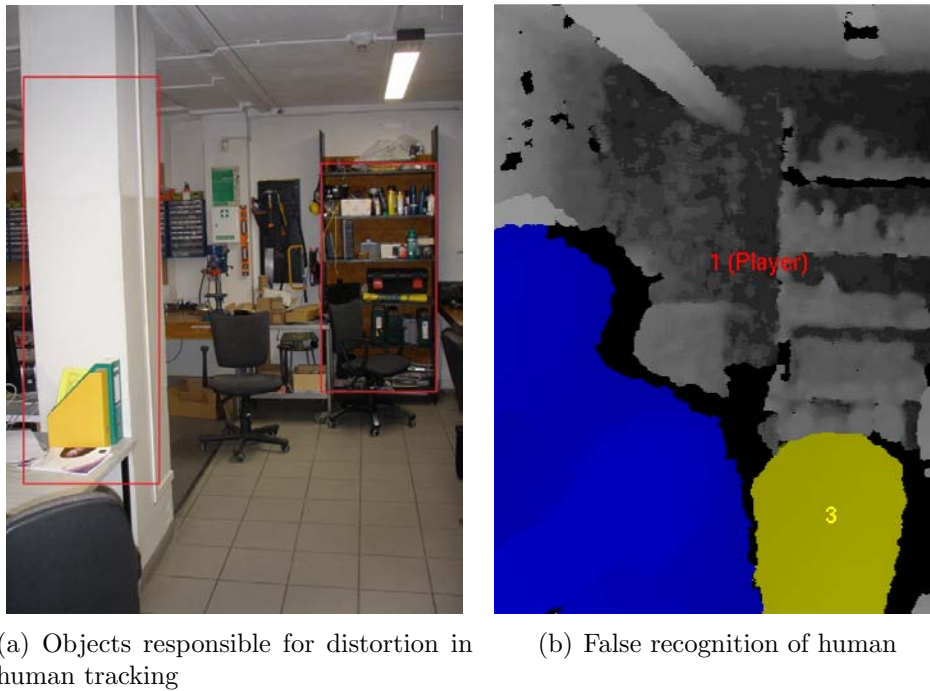 1 (Player)
3
(a) Objects responsible for distortion in
human tracking
(b) False recognition of human